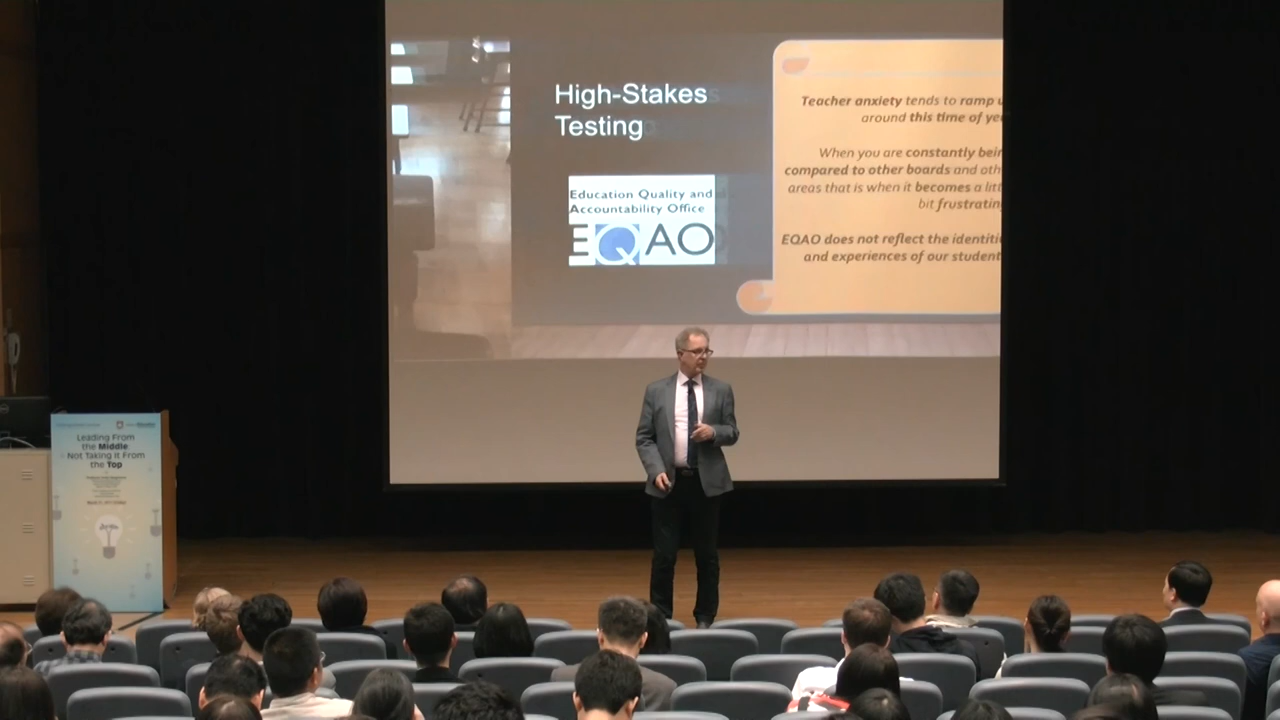 High-Stakes
Testing
Education Quality and
Accountability Office
EQAO
Teacher anxiety tends to ramp u
around this time of ye
When you are constantly bein
compared to other boards and oth
areas that is when it becomes a litt
bit frustrating
EQAO does not reflect the identiti
and experiences of our student
Leading From
the Middle:
Not Taking It From
the Top